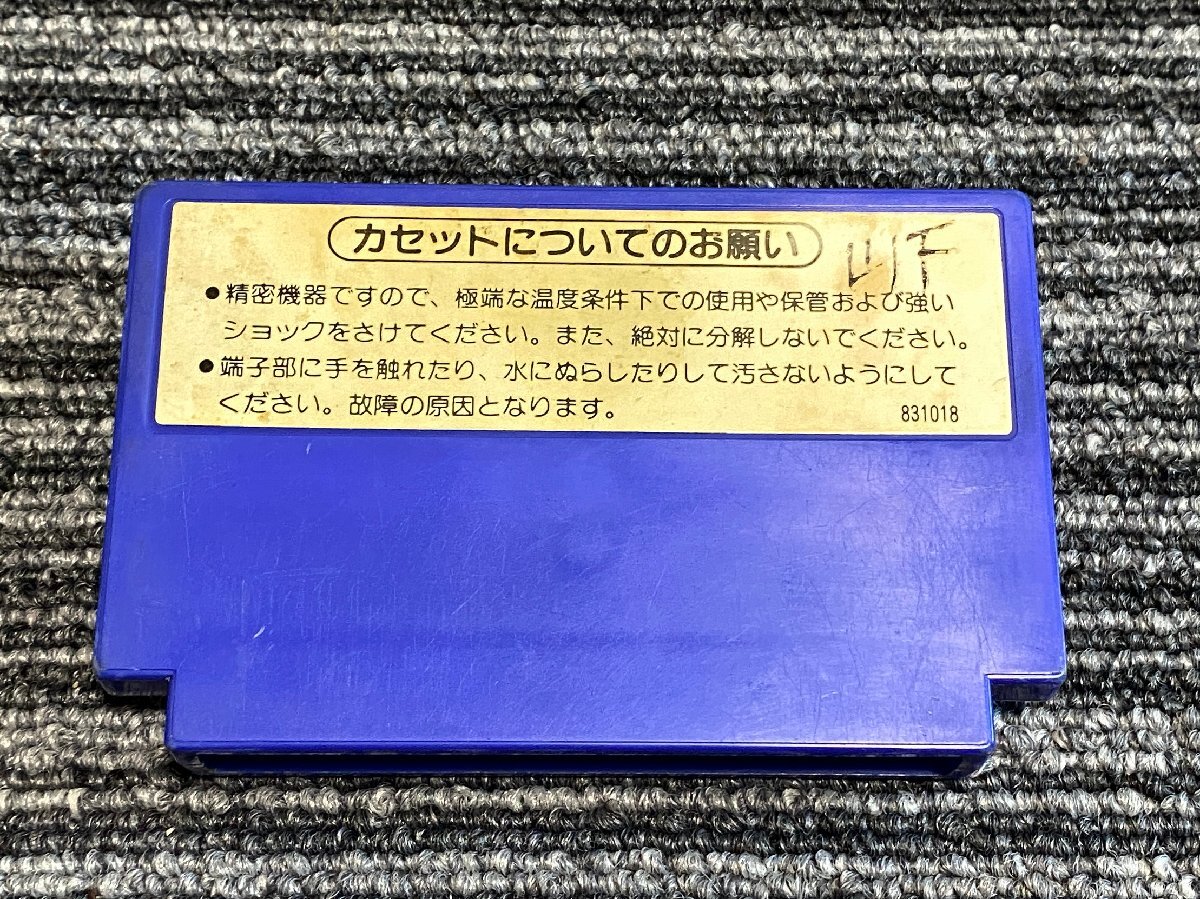 カセットについてのお願い
●精密機器ですので、極端な温度条件下での使用や保管および強い
ショックをさけてください。また、絶対に分解しないでください。
●端子部に手を触れたり、水にぬらしたりして汚さないようにして
ください。故障の原因となります。
831018